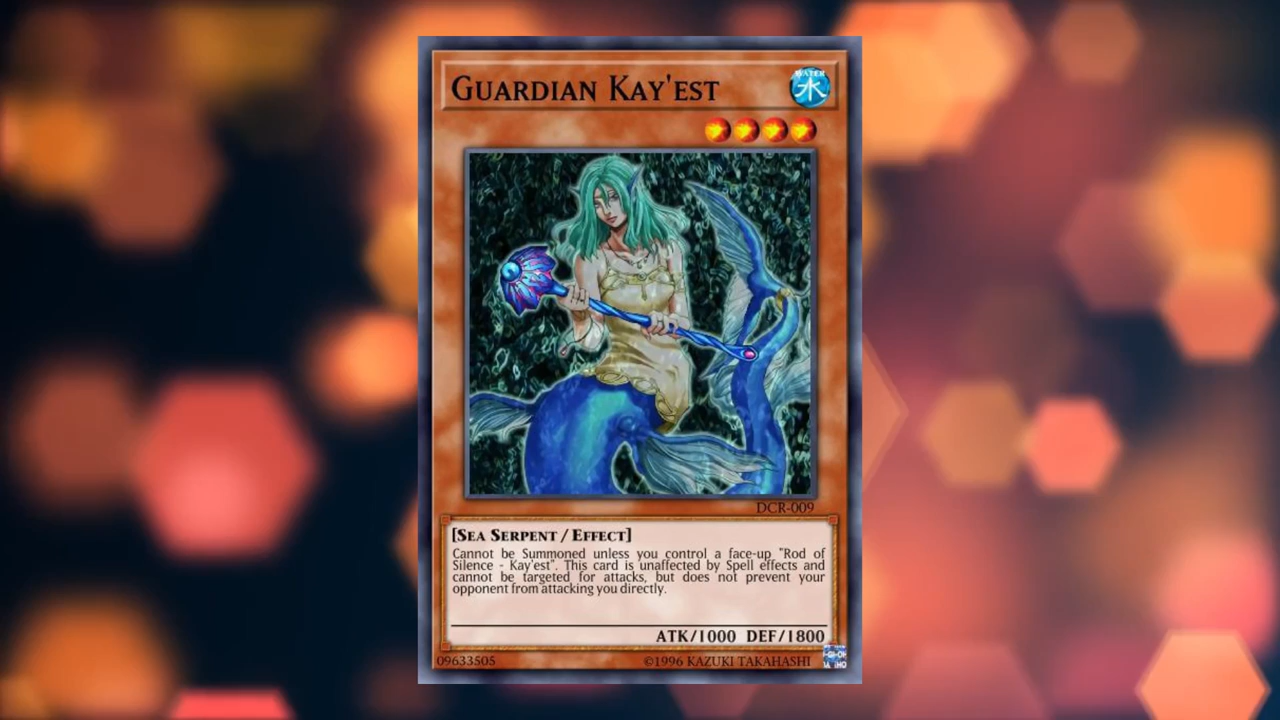 GUARDIAN KAY'EST
WATER
水
DCR-009
[SEA SERPENT / EFFECT]
Cannot be Summoned unless you control a face-up "Rod of
Silence - Kay'est". This card is unaffected by Spell effects and
cannot be targeted for attacks, but does not prevent your
opponent from attacking you directly.
ATK/1000 DEF/1800
09633505
©1996 KAZUKI TAKAHASHI